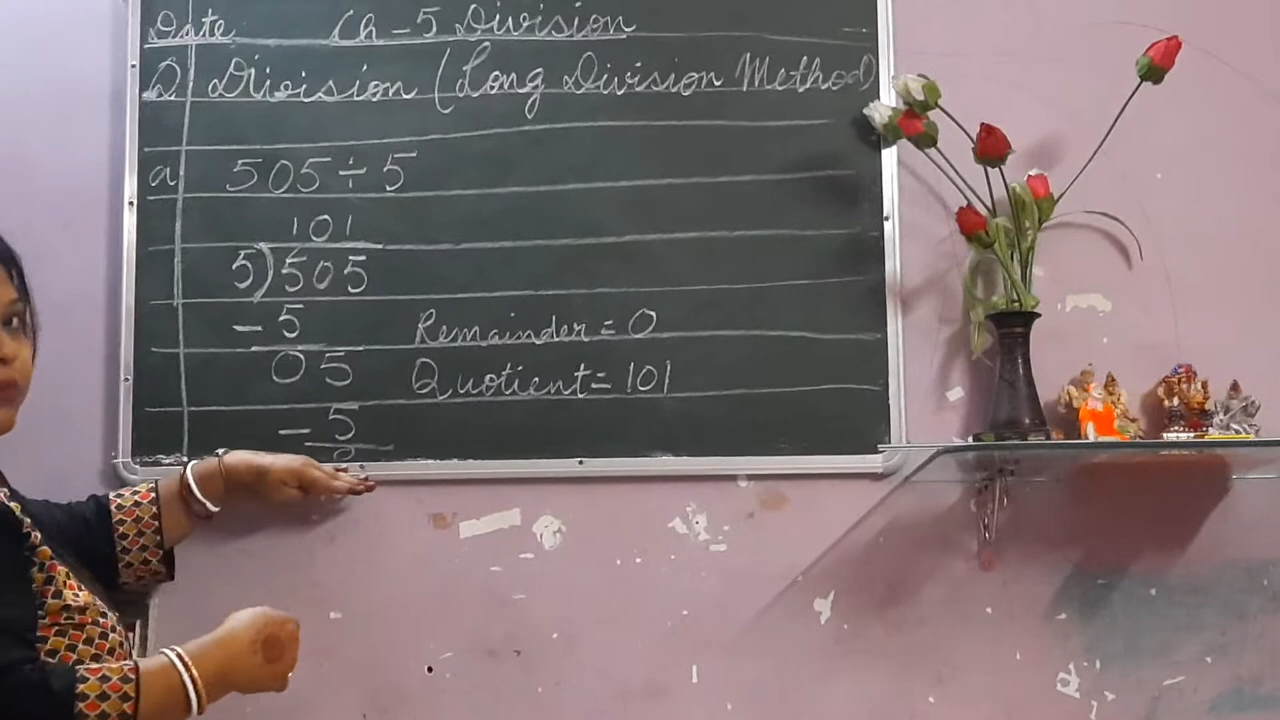 Date Ch-5 Division
Q Division (Long Division Method)
a 505÷5
101
5)505
-5 Remainder=0
05 Quotient=101
-5
0